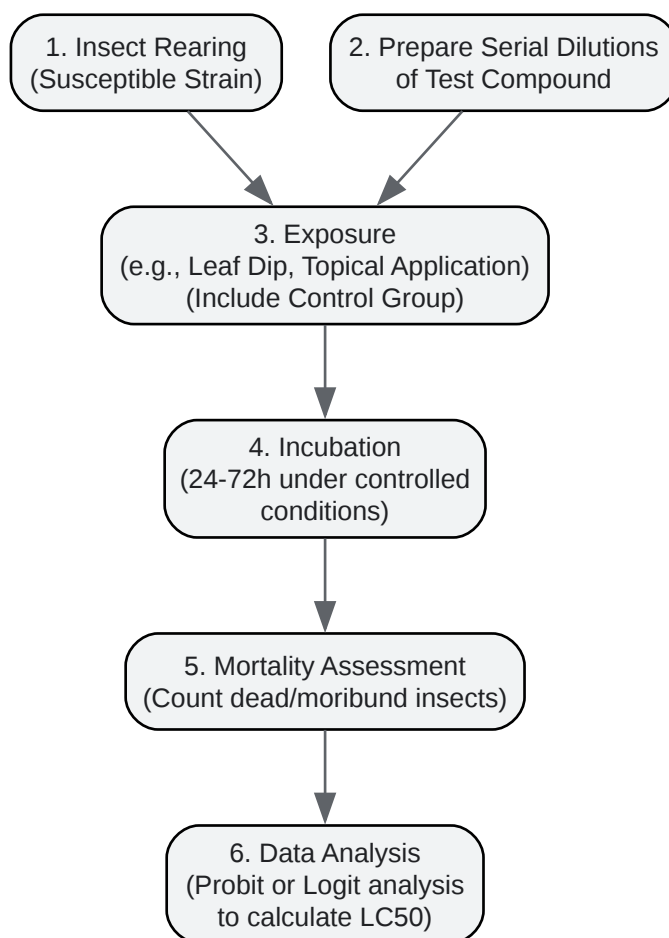 1. Insect Rearing
(Susceptible Strain)
2. Prepare Serial Dilutions
of Test Compound
3. Exposure
(e.g., Leaf Dip, Topical Application)
(Include Control Group)
4. Incubation
(24-72h under controlled
conditions)
5. Mortality Assessment
(Count dead/moribund insects)
6. Data Analysis
(Probit or Logit analysis
to calculate LC50)